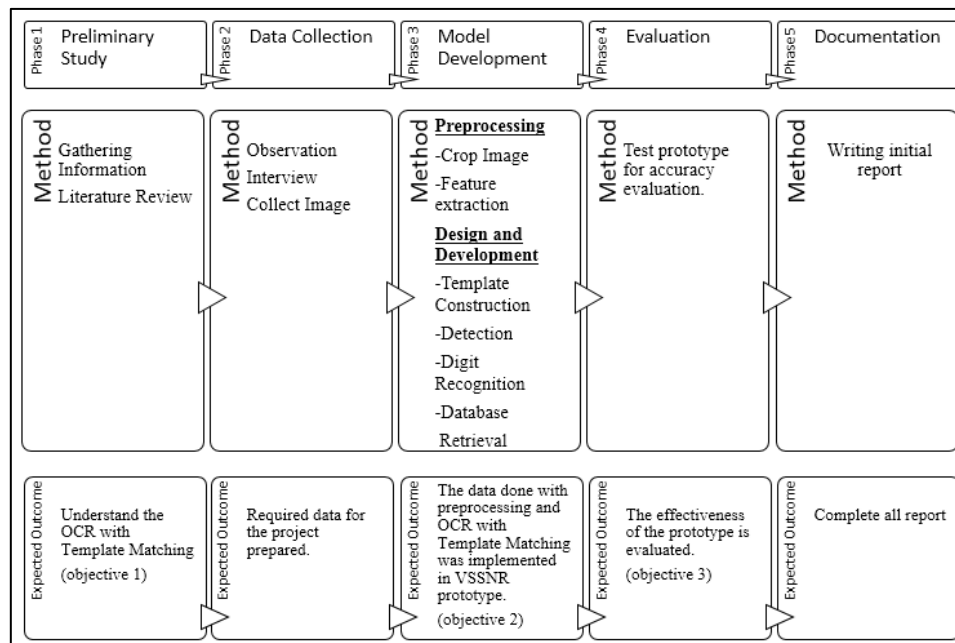 Phase 1
Preliminary
Study
Phase 2
Data Collection
Phase 3
Model
Development
Phase 4
Evaluation
Phase5
Documentation
Method
Gathering
Information
Literature Review
Method
Observation
Interview
Collect Image
Method
Preprocessing
-Crop Image
-Feature
extraction
Design and
Development
-Template
Construction
-Detection
-Digit
Recognition
-Database
Retrieval
Method
Test prototype
for accuracy
evaluation.
Method
Writing initial
report
Expected Outcome
Understand the
OCR with
Template Matching
(objective 1)
Expected Outcome
Required data for
the project
prepared.
Expected Outcome
The data done with
preprocessing and
OCR with
Template Matching
was implemented
in VSSNR
prototype.
(objective 2)
Expected Outcome
The effectiveness
of the prototype is
evaluated.
(objective 3)
Expected Outcome
Complete all report